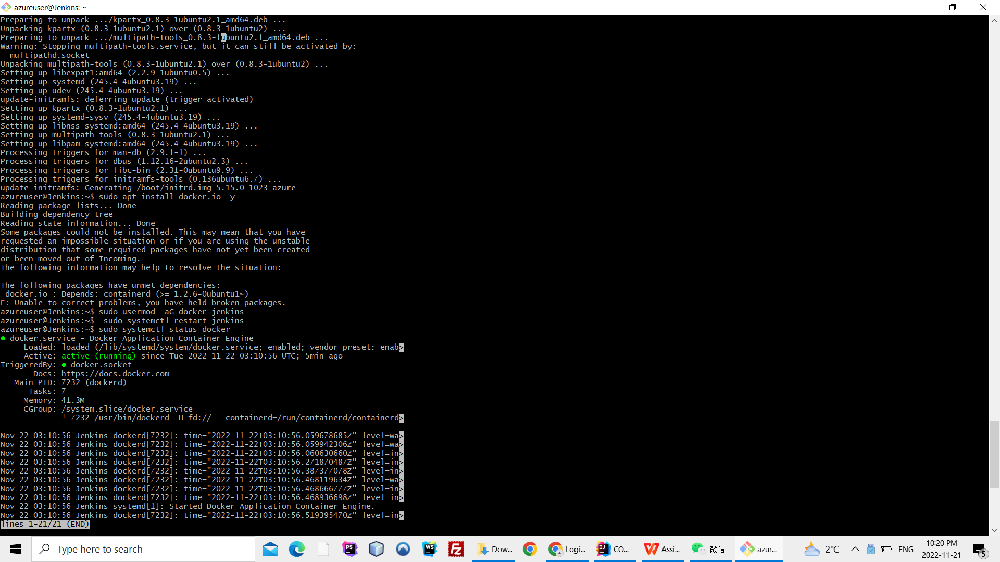 azureuser@Jenkins: ~
Preparing to unpack .../kpartx_0.8.3-1ubuntu2.1_amd64.deb ...
Unpacking kpartx (0.8.3-1ubuntu2.1) over (0.8.3-1ubuntu2) ...
Preparing to unpack .../multipath-tools_0.8.3-1ubuntu2.1_amd64.deb ...
Warning: Stopping multipath-tools.service, but it can still be activated by:
  multipathd.socket
Unpacking multipath-tools (0.8.3-1ubuntu2.1) over (0.8.3-1ubuntu2) ...
Setting up libexpat1:amd64 (2.2.9-1ubuntu0.5) ...
Setting up systemd (245.4-4ubuntu3.19) ...
Setting up udev (245.4-4ubuntu3.19) ...
update-initramfs: deferring update (trigger activated)
Setting up kpartx (0.8.3-1ubuntu2.1) ...
Setting up systemd-sysv (245.4-4ubuntu3.19) ...
Setting up libnss-systemd:amd64 (245.4-4ubuntu3.19) ...
Setting up multipath-tools (0.8.3-1ubuntu2.1) ...
Setting up libpam-systemd:amd64 (245.4-4ubuntu3.19) ...
Processing triggers for man-db (2.9.1-1) ...
Processing triggers for dbus (1.12.16-2ubuntu2.3) ...
Processing triggers for libc-bin (2.31-0ubuntu9.9) ...
Processing triggers for initramfs-tools (0.136ubuntu6.7) ...
update-initramfs: Generating /boot/initrd.img-5.15.0-1023-azure
azureuser@Jenkins:~$ sudo apt install docker.io -y
Reading package lists... Done
Building dependency tree
Reading state information... Done
Some packages could not be installed. This may mean that you have
requested an impossible situation or if you are using the unstable
distribution that some required packages have not yet been created
or been moved out of Incoming.
The following information may help to resolve the situation:

The following packages have unmet dependencies:
 docker.io : Depends: containerd (>= 1.2.6-0ubuntu1~)
E: Unable to correct problems, you have held broken packages.
azureuser@Jenkins:~$ sudo usermod -aG docker jenkins
azureuser@Jenkins:~$  sudo systemctl restart jenkins
azureuser@Jenkins:~$ sudo systemctl status docker
● docker.service - Docker Application Container Engine
     Loaded: loaded (/lib/systemd/system/docker.service; enabled; vendor preset: enab>
     Active: active (running) since Tue 2022-11-22 03:10:56 UTC; 5min ago
TriggeredBy: ● docker.socket
       Docs: https://docs.docker.com
   Main PID: 7232 (dockerd)
      Tasks: 7
     Memory: 41.3M
     CGroup: /system.slice/docker.service
             └─7232 /usr/bin/dockerd -H fd:// --containerd=/run/containerd/containerd>

Nov 22 03:10:56 Jenkins dockerd[7232]: time="2022-11-22T03:10:56.059678685Z" level=wa>
Nov 22 03:10:56 Jenkins dockerd[7232]: time="2022-11-22T03:10:56.059942306Z" level=wa>
Nov 22 03:10:56 Jenkins dockerd[7232]: time="2022-11-22T03:10:56.060630660Z" level=in>
Nov 22 03:10:56 Jenkins dockerd[7232]: time="2022-11-22T03:10:56.271870487Z" level=in>
Nov 22 03:10:56 Jenkins dockerd[7232]: time="2022-11-22T03:10:56.387377078Z" level=in>
Nov 22 03:10:56 Jenkins dockerd[7232]: time="2022-11-22T03:10:56.468119634Z" level=wa>
Nov 22 03:10:56 Jenkins dockerd[7232]: time="2022-11-22T03:10:56.468666777Z" level=in>
Nov 22 03:10:56 Jenkins dockerd[7232]: time="2022-11-22T03:10:56.468936698Z" level=in>
Nov 22 03:10:56 Jenkins systemd[1]: Started Docker Application Container Engine.
Nov 22 03:10:56 Jenkins dockerd[7232]: time="2022-11-22T03:10:56.519395470Z" level=in>
lines 1-21/21 (END)
Type here to search
PS
WS
FZ
Dow...
Logi...
IJ
CO...
Assi...
微信
azur...
2°C
ENG
10:20 PM
2022-11-21
5